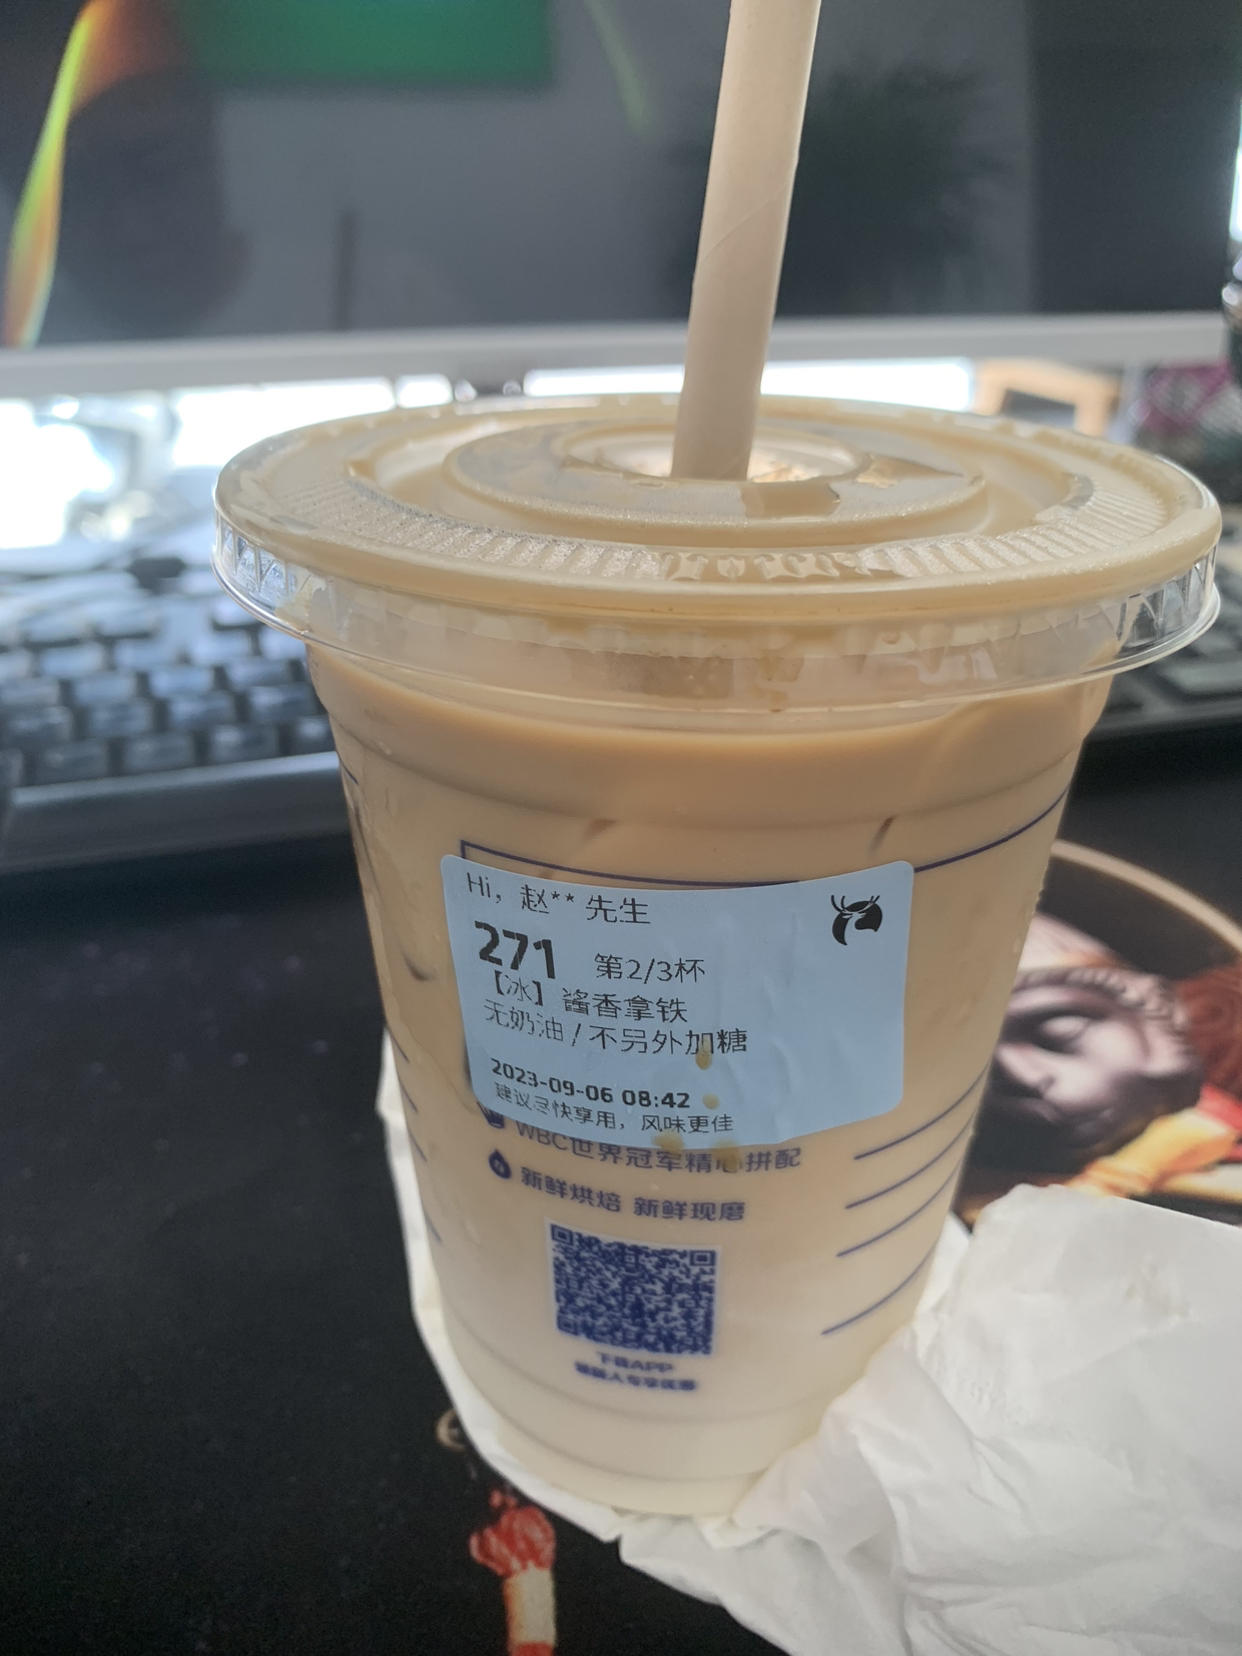 Hi，赵** 先生
271 第2/3杯
【冰】酱香拿铁
无奶油 / 不另外加糖
2023-09-06 08:42
建议尽快享用，风味更佳
WBC世界冠军精心拼配
新鲜烘焙 新鲜现磨
下载APP